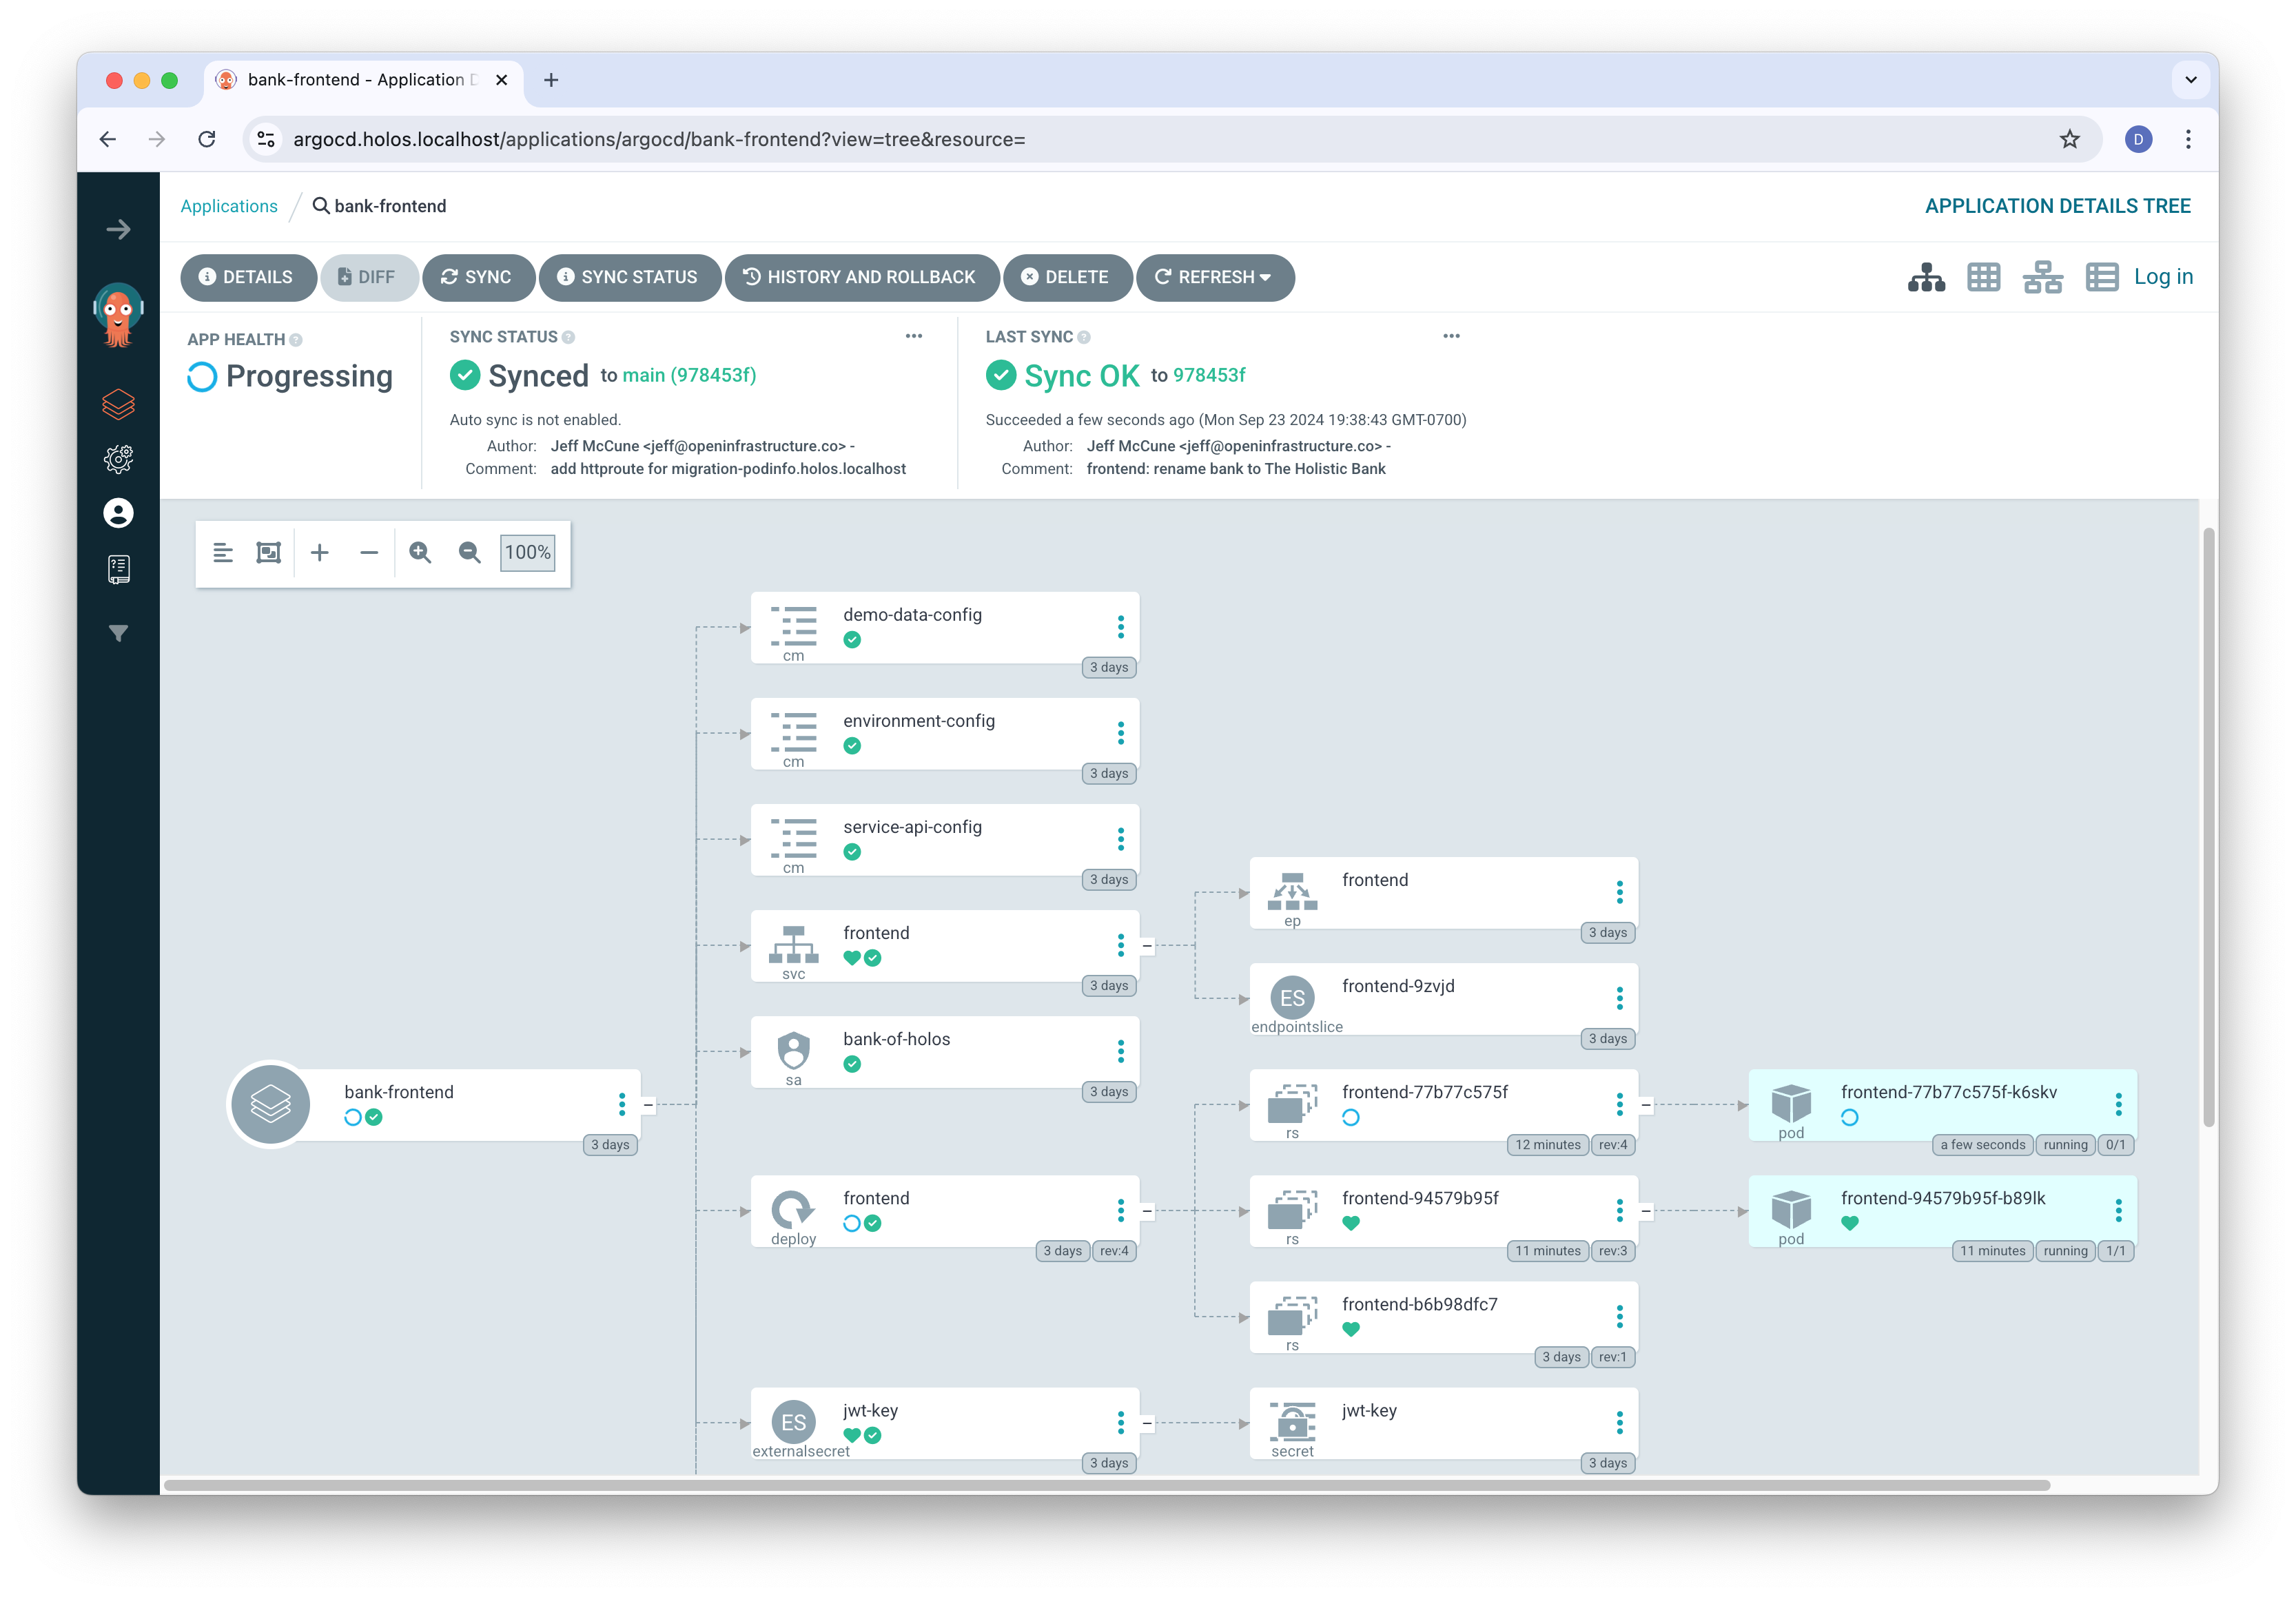 bank-frontend - Application D
argocd.holos.localhost/applications/argocd/bank-frontend?view=tree&resource=
D
Applications / bank-frontend
APPLICATION DETAILS TREE
DETAILS
DIFF
SYNC
SYNC STATUS
HISTORY AND ROLLBACK
DELETE
REFRESH
Log in
APP HEALTH
Progressing
SYNC STATUS
Synced to main (978453f)
Auto sync is not enabled.
Author: Jeff McCune <jeff@openinfrastructure.co> -
Comment: add httproute for migration-podinfo.holos.localhost
LAST SYNC
Sync OK to 978453f
Succeeded a few seconds ago (Mon Sep 23 2024 19:38:43 GMT-0700)
Author: Jeff McCune <jeff@openinfrastructure.co> -
Comment: frontend: rename bank to The Holistic Bank
100%
demo-data-config
cm
3 days
environment-config
cm
3 days
service-api-config
cm
3 days
frontend
svc
3 days
frontend
ep
3 days
ES
frontend-9zvjd
endpointslice
3 days
bank-of-holos
sa
3 days
bank-frontend
3 days
frontend-77b77c575f
rs
12 minutes rev:4
frontend-77b77c575f-k6skv
pod
a few seconds running 0/1
frontend
deploy
3 days rev:4
frontend-94579b95f
rs
11 minutes rev:3
frontend-94579b95f-b89lk
pod
11 minutes running 1/1
frontend-b6b98dfc7
rs
3 days rev:1
ES
jwt-key
externalsecret
3 days
jwt-key
secret
3 days